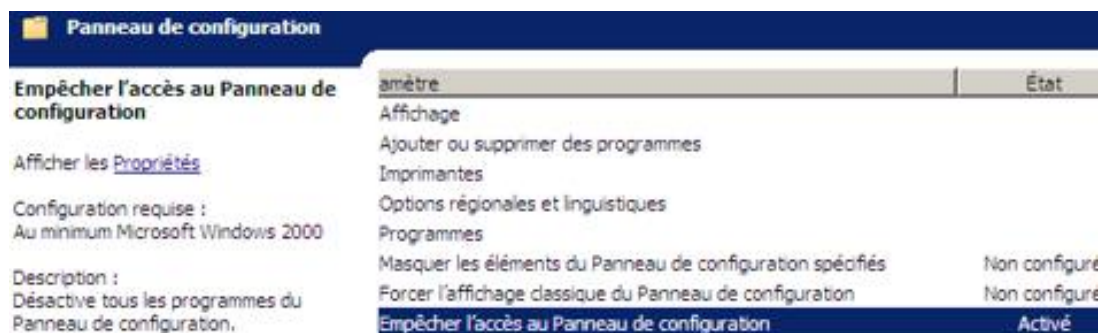 Panneau de configuration
Empêcher l'accès au Panneau de
configuration
Afficher les Propriétés
Configuration requise :
Au minimum Microsoft Windows 2000
Description :
Désactive tous les programmes du
Panneau de configuration.
amètre État
Affichage
Ajouter ou supprimer des programmes
Imprimantes
Options régionales et linguistiques
Programmes
Masquer les éléments du Panneau de configuration spécifiés Non configuré
Forcer l'affichage classique du Panneau de configuration Non configuré
Empêcher l'accès au Panneau de configuration Activé